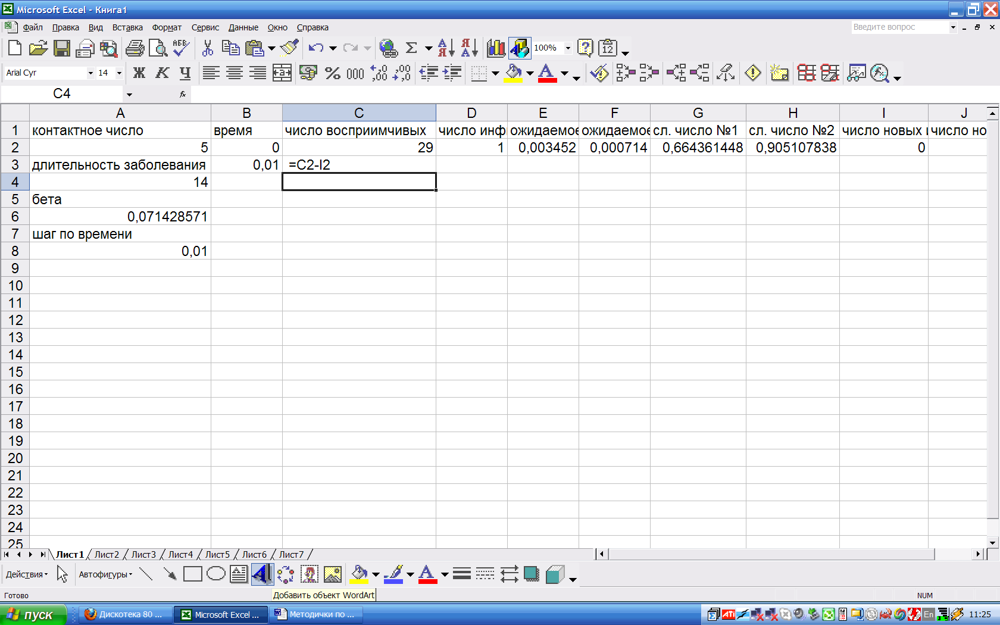 Microsoft Excel - Книга1
Файл Правка Вид Вставка Формат Сервис Данные Окно Справка Введите вопрос
100%
Arial Cyr 14 Ж К Ч % 000
C4 fx
A B C D E F G H I J
1 контактное число время число восприимчивых число инф ожидаемое ожидаемое сл. число №1 сл. число №2 число новых число но
2 5 0 29 1 0,003452 0,000714 0,664361448 0,905107838 0
3 длительность заболевания 0,01 =C2-I2
4 14
5 бета
6 0,071428571
7 шаг по времени
8 0,01
9
10
11
12
13
14
15
16
17
18
19
20
21
22
23
24
25
Лист1 Лист2 Лист3 Лист4 Лист5 Лист6 Лист7
Действия Автофигуры
Готово Добавить объект WordArt NUM
пуск Дискотека 80 ... Microsoft Excel ... Методички по ... ATI En 11:25